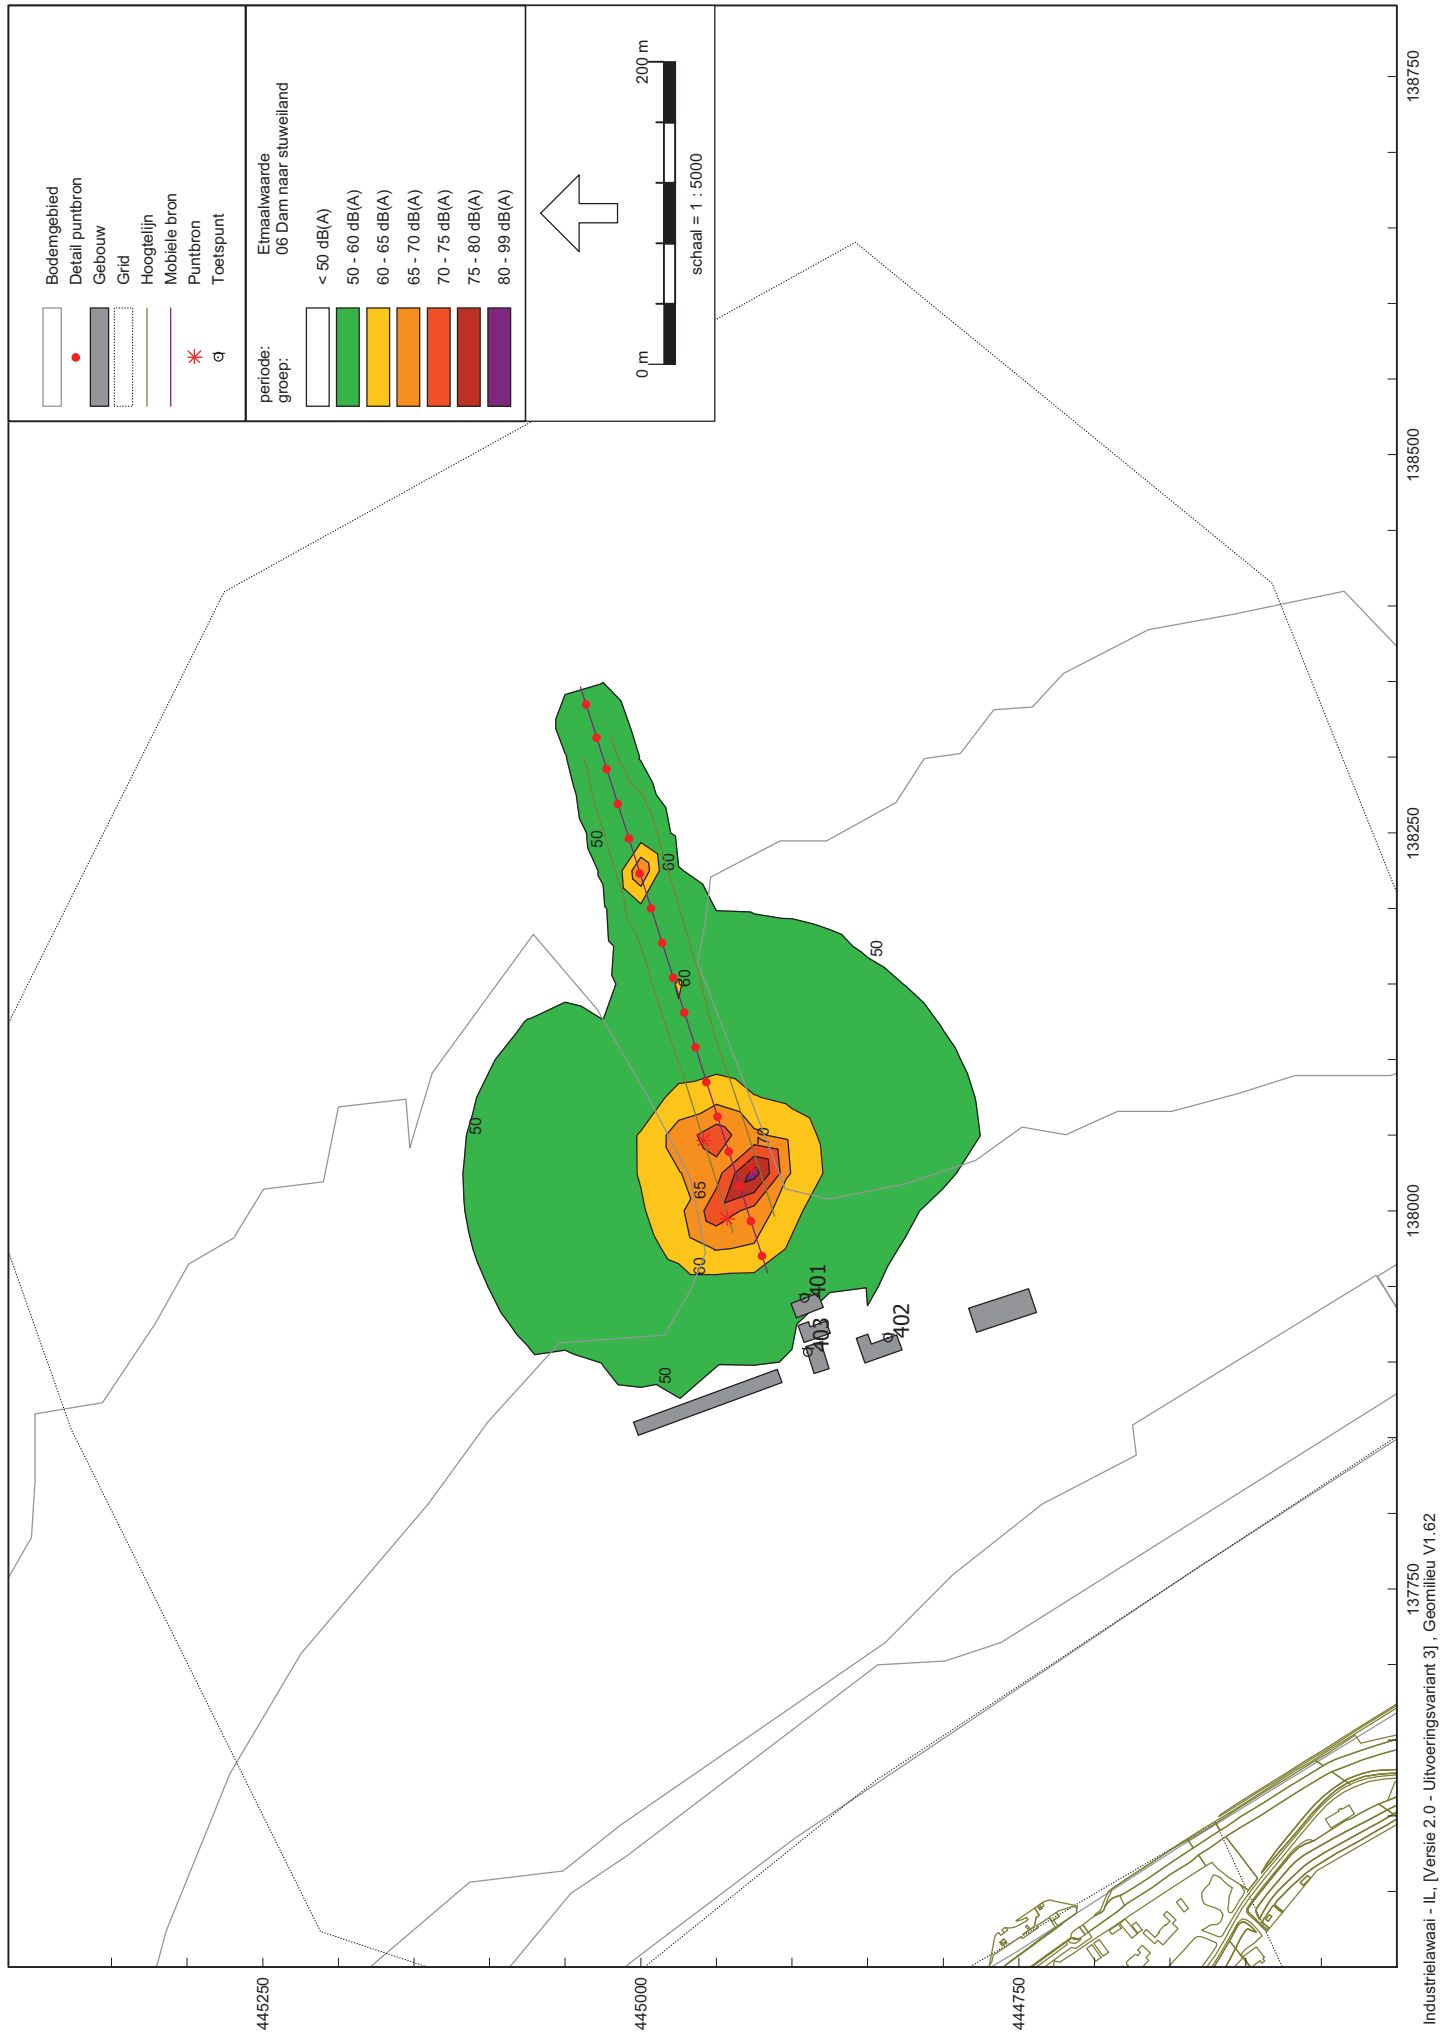 Bodemgebied
Detail puntbron
Gebouw
Grid
Hoogtelijn
Mobiele bron
Puntbron
Toetspunt
periode: Etmaalwaarde
groep: 06 Dam naar stuweiland
< 50 dB(A)
50 - 60 dB(A)
60 - 65 dB(A)
65 - 70 dB(A)
70 - 75 dB(A)
75 - 80 dB(A)
80 - 99 dB(A)
0 m 200 m
schaal = 1 : 5000
445250
445000
444750
137750
138000
138250
138500
138750
50
50
50
50
60
60
60
65
70
401
402
403
Industrielawaai - IL, [Versie 2.0 - Uitvoeringsvariant 3] , Geomilieu V1.62